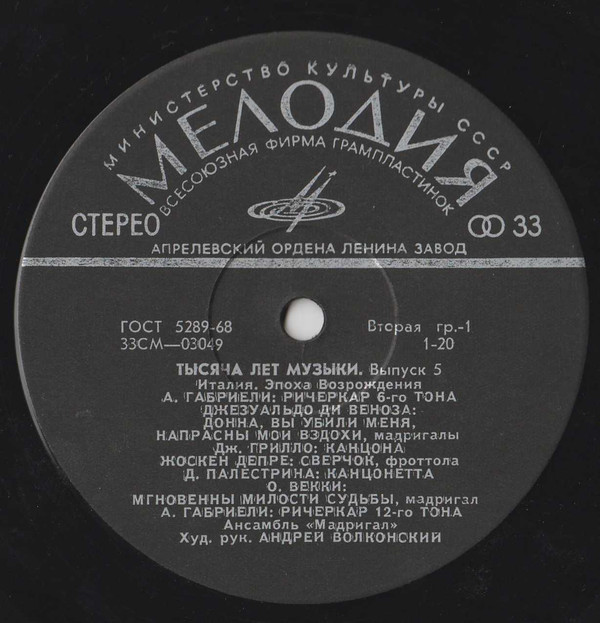 МИНИСТЕРСТВО КУЛЬТУРЫ СССР
МЕЛОДИЯ
ВСЕСОЮЗНАЯ ФИРМА ГРАМПЛАСТИНОК
СТЕРЕО 33
АПРЕЛЕВСКИЙ ОРДЕНА ЛЕНИНА ЗАВОД
ГОСТ 5289-68 Вторая гр.-1
33СМ—03049 1-20
ТЫСЯЧА ЛЕТ МУЗЫКИ. Выпуск 5
Италия. Эпоха Возрождения
А. ГАБРИЕЛИ: РИЧЕРКАР 6-го ТОНА
ДЖЕЗУАЛЬДО ДИ ВЕНОЗА:
ДОННА, ВЫ УБИЛИ МЕНЯ,
НАПРАСНЫ МОИ ВЗДОХИ, мадригалы
ДЖ. ГРИЛЛО: КАНЦОНА
ЖОСКЕН ДЕПРЕ: СВЕРЧОК, фроттола
Д. ПАЛЕСТРИНА: КАНЦОНЕТТА
О. ВЕККИ:
МГНОВЕННЫ МИЛОСТИ СУДЬБЫ, мадригал
А. ГАБРИЕЛИ: РИЧЕРКАР 12-го ТОНА
Ансамбль «Мадригал»
Худ. рук. АНДРЕЙ ВОЛКОНСКИЙ